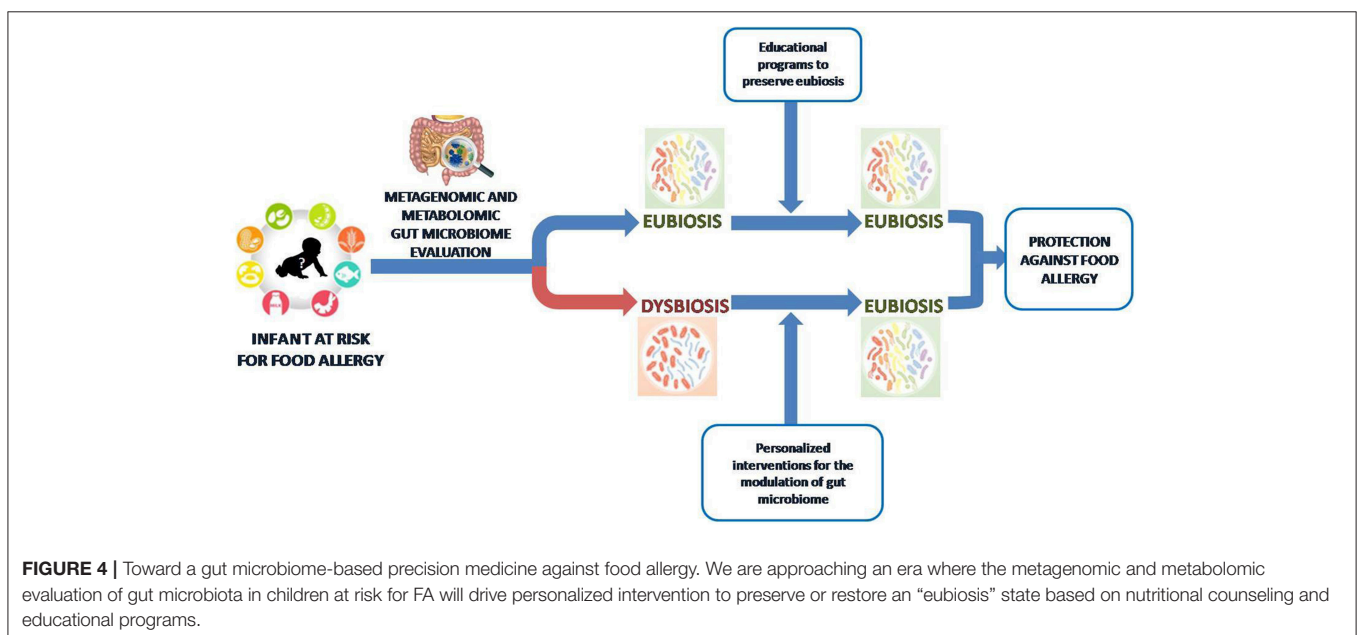 Educational
programs to
preserve eubiosis
METAGENOMIC AND
METABOLOMIC
GUT MICROBIOME
EVALUATION
EUBIOSIS
EUBIOSIS
PROTECTION
AGAINST FOOD
ALLERGY
?
INFANT AT RISK
FOR FOOD ALLERGY
DYSBIOSIS
EUBIOSIS
Personalized
interventions for the
modulation of gut
microbiome
FIGURE 4 | Toward a gut microbiome-based precision medicine against food allergy. We are approaching an era where the metagenomic and metabolomic
evaluation of gut microbiota in children at risk for FA will drive personalized intervention to preserve or restore an “eubiosis” state based on nutritional counseling and
educational programs.